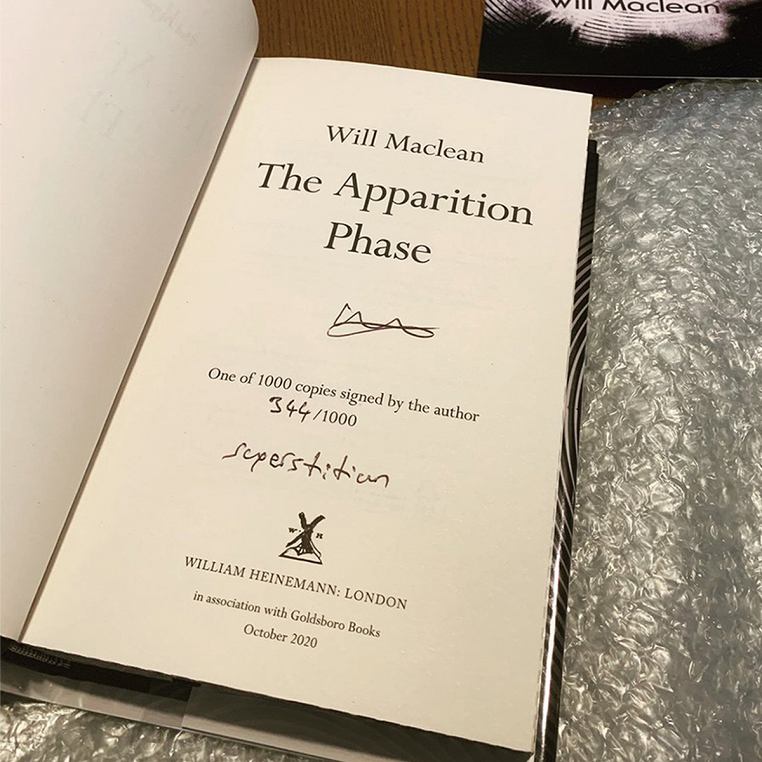 Will Maclean
Will Maclean
The Apparition
Phase
One of 1000 copies signed by the author
344/1000
superstition
W H
WILLIAM HEINEMANN: LONDON
in association with Goldsboro Books
October 2020